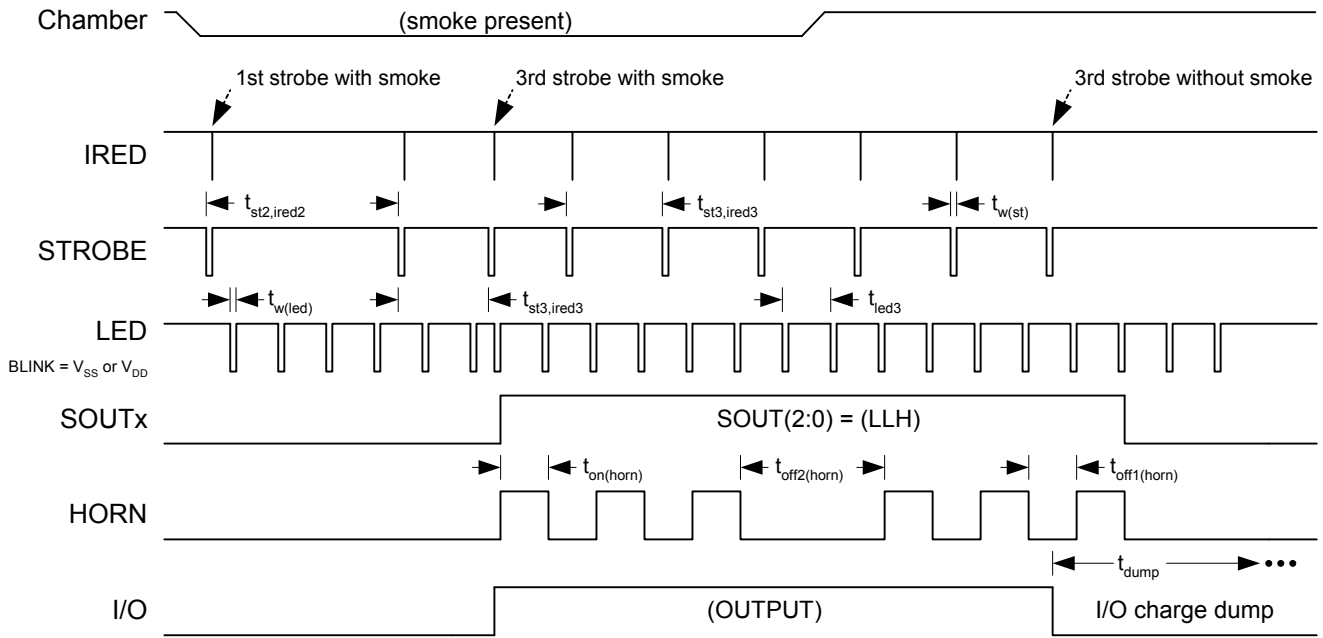 Chamber
(smoke present)
1st strobe with smoke
3rd strobe with smoke
3rd strobe without smoke
IRED
t_st2,ired2
t_st3,ired3
t_w(st)
STROBE
t_w(led)
t_st3,ired3
t_led3
LED
BLINK = V_SS or V_DD
SOUTx
SOUT(2:0) = (LLH)
t_on(horn)
t_off2(horn)
t_off1(horn)
HORN
t_dump
•••
I/O
(OUTPUT)
I/O charge dump